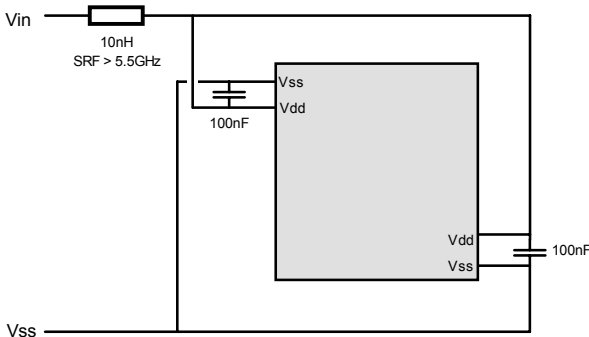 Vin
10nH
SRF > 5.5GHz
Vss
Vdd
100nF
Vdd
100nF
Vss
Vss